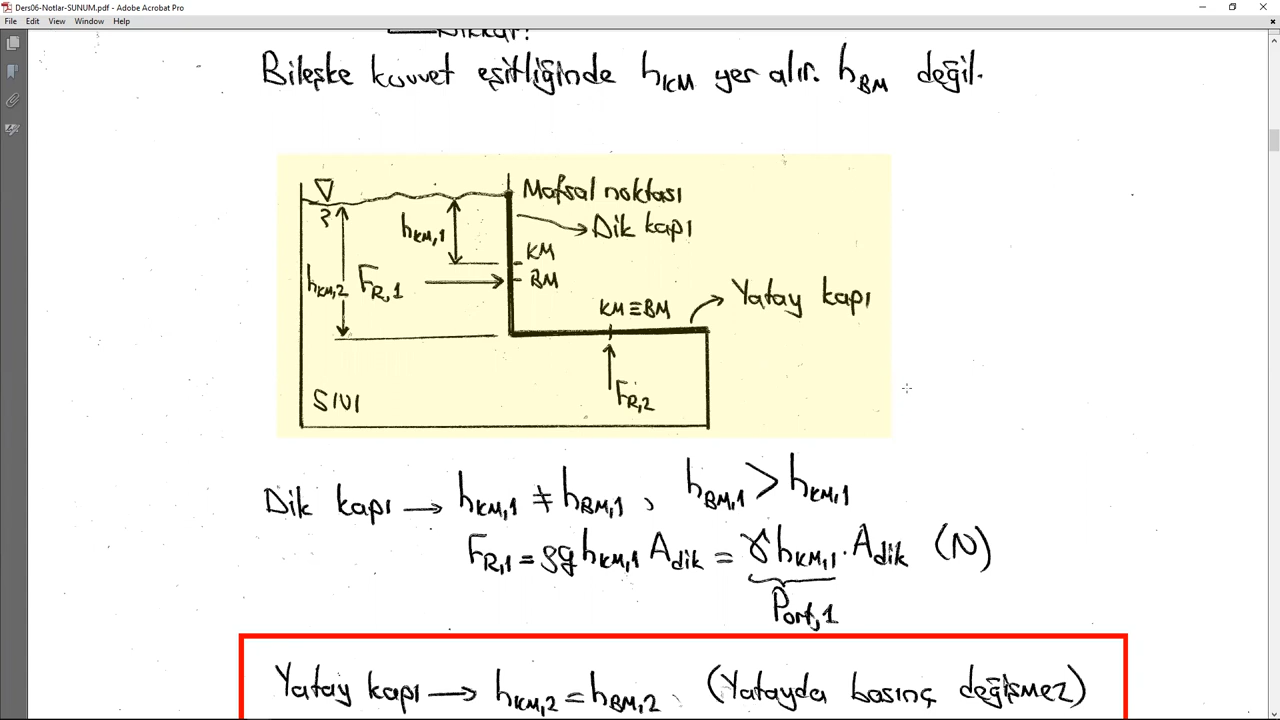 Ders06-Notlar-SUNUM.pdf - Adobe Acrobat Pro
File Edit View Window Help
Dikkat!
Bileşke kuvvet eşitliğinde hKM yer alır. hBM değil.
Mafsal noktası
Dik kapı
hKM,1
KM
BM
hKM,2 FR,1
KM≡BM
Yatay kapı
FR,2
SIVI
Dik kapı → hKM,1 ≠ hBM,1, hBM,1 > hKM,1
FR,1 = ρg hKM,1 Adik = γ hKM,1 . Adik (N)
Port,1
Yatay kapı → hKM,2 = hBM,2 (Yatayda basınç değişmez)